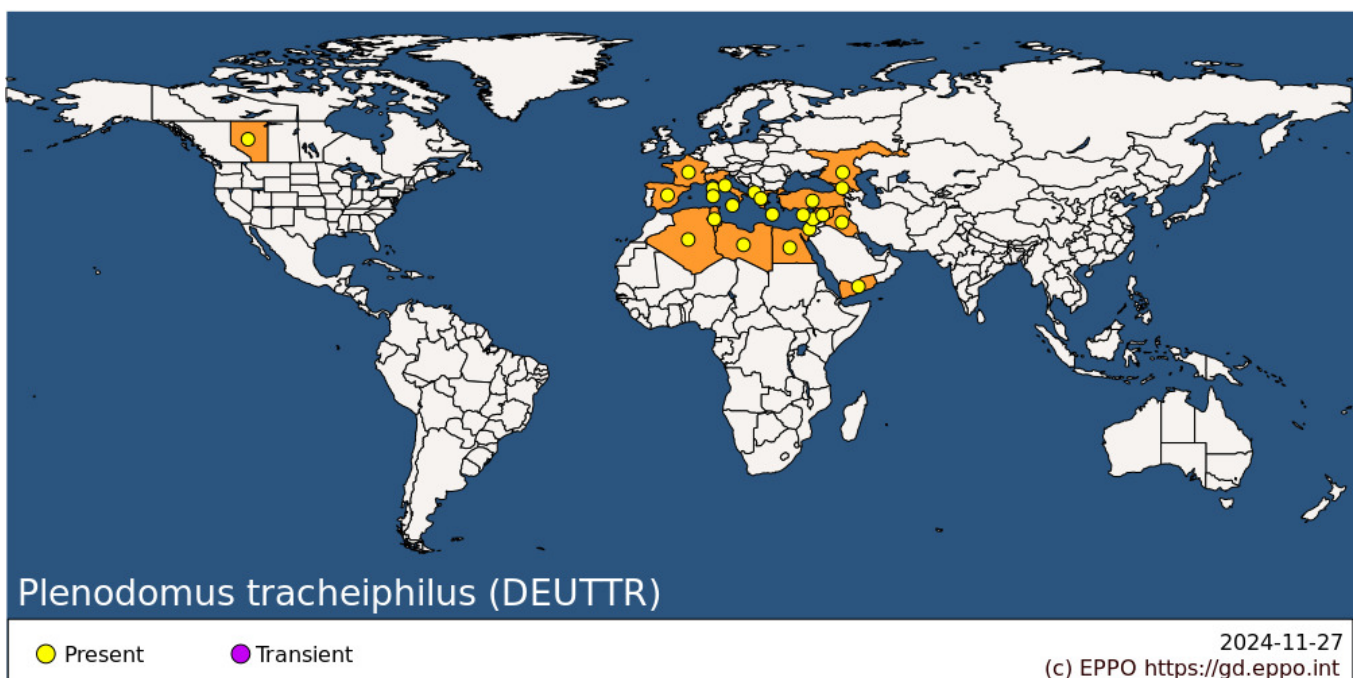 Plenodomus tracheiphilus (DEUTTR)
Present
Transient
2024-11-27
(c) EPPO https://gd.eppo.int